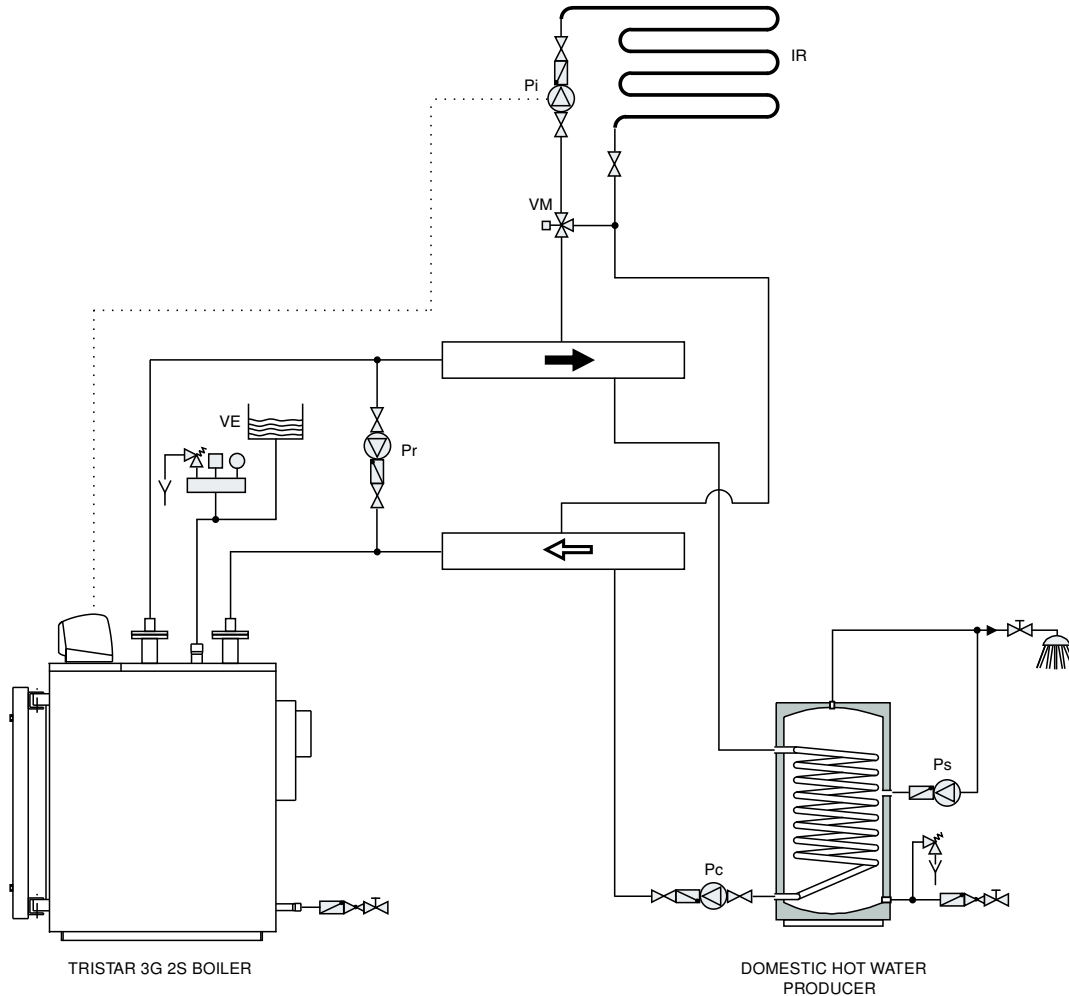 IR
Pi
VM
VE
Pr
Ps
Pc
TRISTAR 3G 2S BOILER
DOMESTIC HOT WATER
PRODUCER